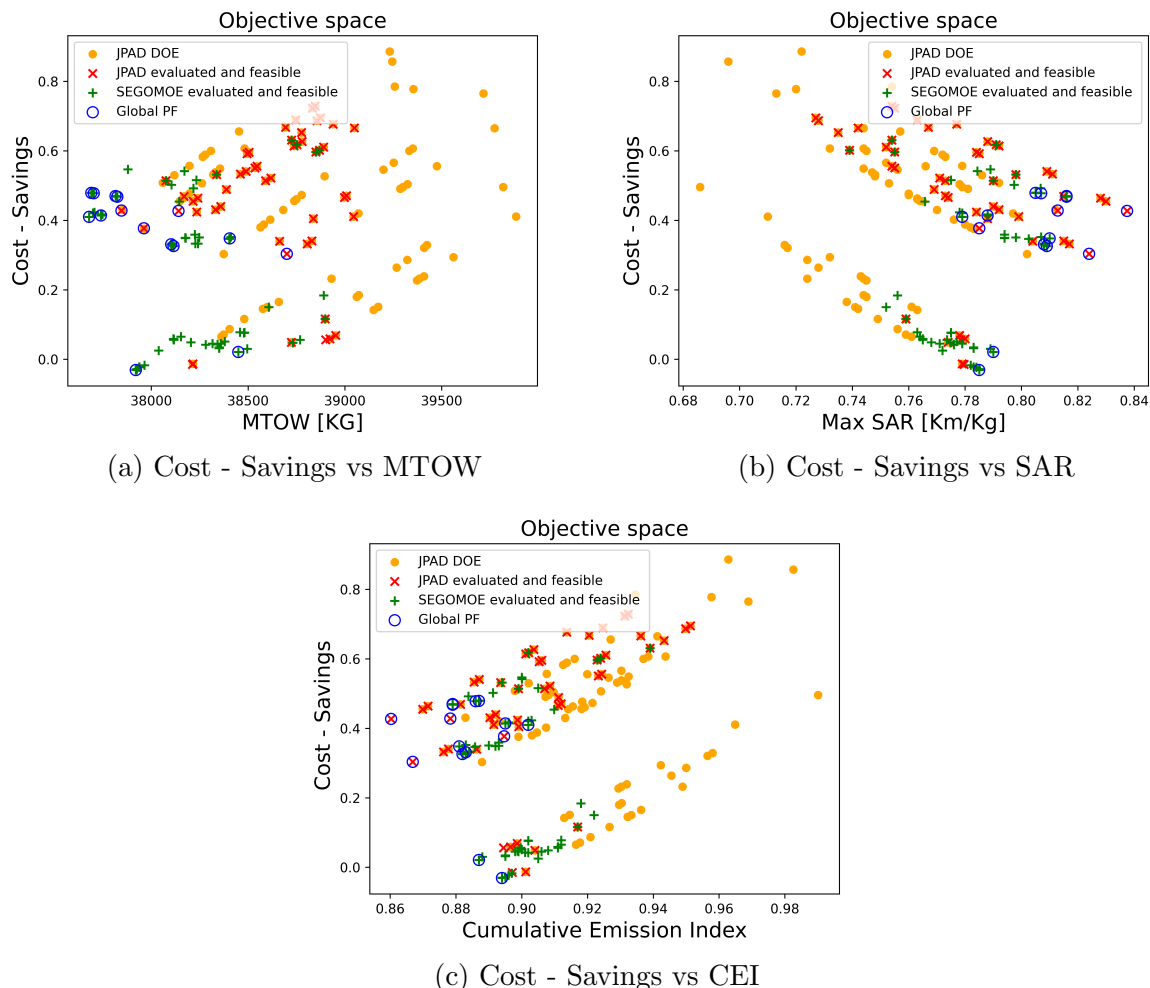 Objective space
JPAD DOE
JPAD evaluated and feasible
SEGOMOE evaluated and feasible
Global PF
0.8
0.6
0.4
0.2
0.0
Cost - Savings
38000 38500 39000 39500
MTOW [KG]
(a) Cost - Savings vs MTOW
Objective space
JPAD DOE
JPAD evaluated and feasible
SEGOMOE evaluated and feasible
Global PF
0.8
0.6
0.4
0.2
0.0
Cost - Savings
0.68 0.70 0.72 0.74 0.76 0.78 0.80 0.82 0.84
Max SAR [Km/Kg]
(b) Cost - Savings vs SAR
Objective space
JPAD DOE
JPAD evaluated and feasible
SEGOMOE evaluated and feasible
Global PF
0.8
0.6
0.4
0.2
0.0
Cost - Savings
0.86 0.88 0.90 0.92 0.94 0.96 0.98
Cumulative Emission Index
(c) Cost - Savings vs CEI